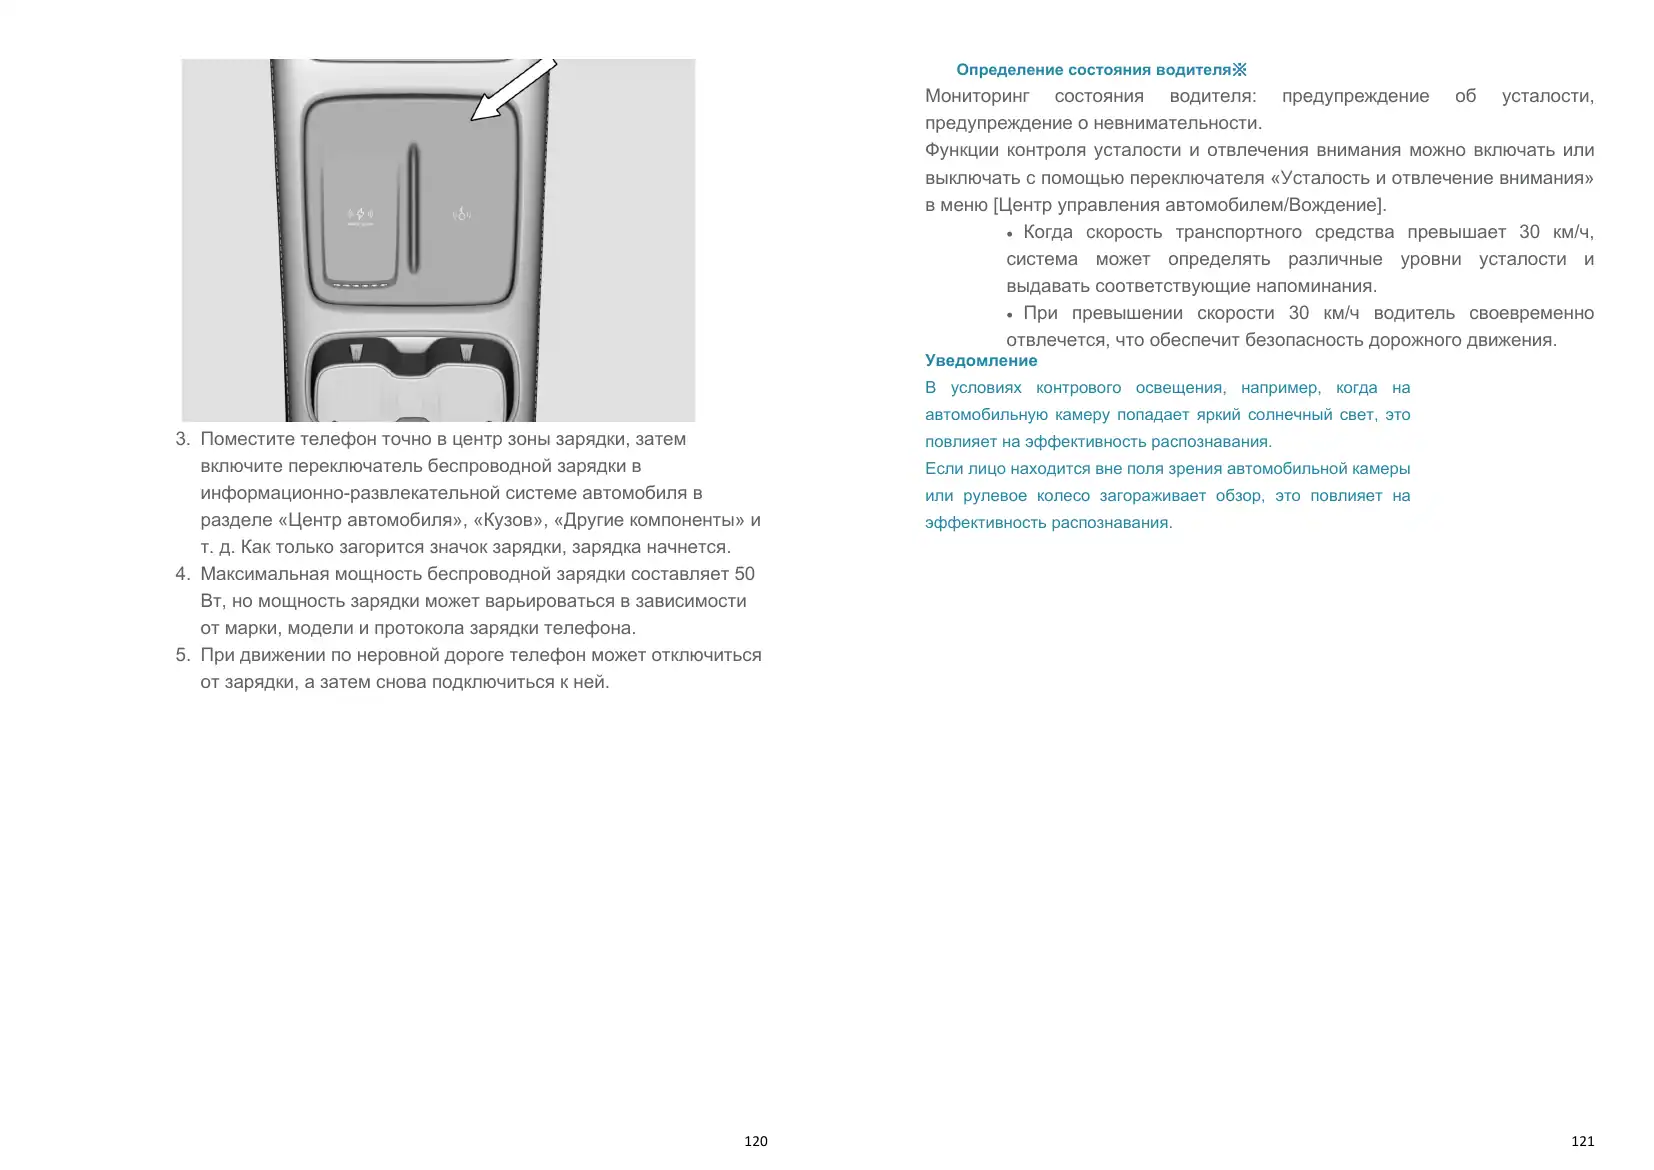 3. Поместите телефон точно в центр зоны зарядки, затем
включите переключатель беспроводной зарядки в
информационно-развлекательной системе автомобиля в
разделе «Центр автомобиля», «Кузов», «Другие компоненты» и
т. д. Как только загорится значок зарядки, зарядка начнется.
4. Максимальная мощность беспроводной зарядки составляет 50
Вт, но мощность зарядки может варьироваться в зависимости
от марки, модели и протокола зарядки телефона.
5. При движении по неровной дороге телефон может отключиться
от зарядки, а затем снова подключиться к ней.
120
Определение состояния водителя※
Мониторинг состояния водителя: предупреждение об усталости,
предупреждение о невнимательности.
Функции контроля усталости и отвлечения внимания можно включать или
выключать с помощью переключателя «Усталость и отвлечение внимания»
в меню [Центр управления автомобилем/Вождение].
• Когда скорость транспортного средства превышает 30 км/ч,
система может определять различные уровни усталости и
выдавать соответствующие напоминания.
• При превышении скорости 30 км/ч водитель своевременно
отвлечется, что обеспечит безопасность дорожного движения.
Уведомление
В условиях контрового освещения, например, когда на
автомобильную камеру попадает яркий солнечный свет, это
повлияет на эффективность распознавания.
Если лицо находится вне поля зрения автомобильной камеры
или рулевое колесо загораживает обзор, это повлияет на
эффективность распознавания.
121